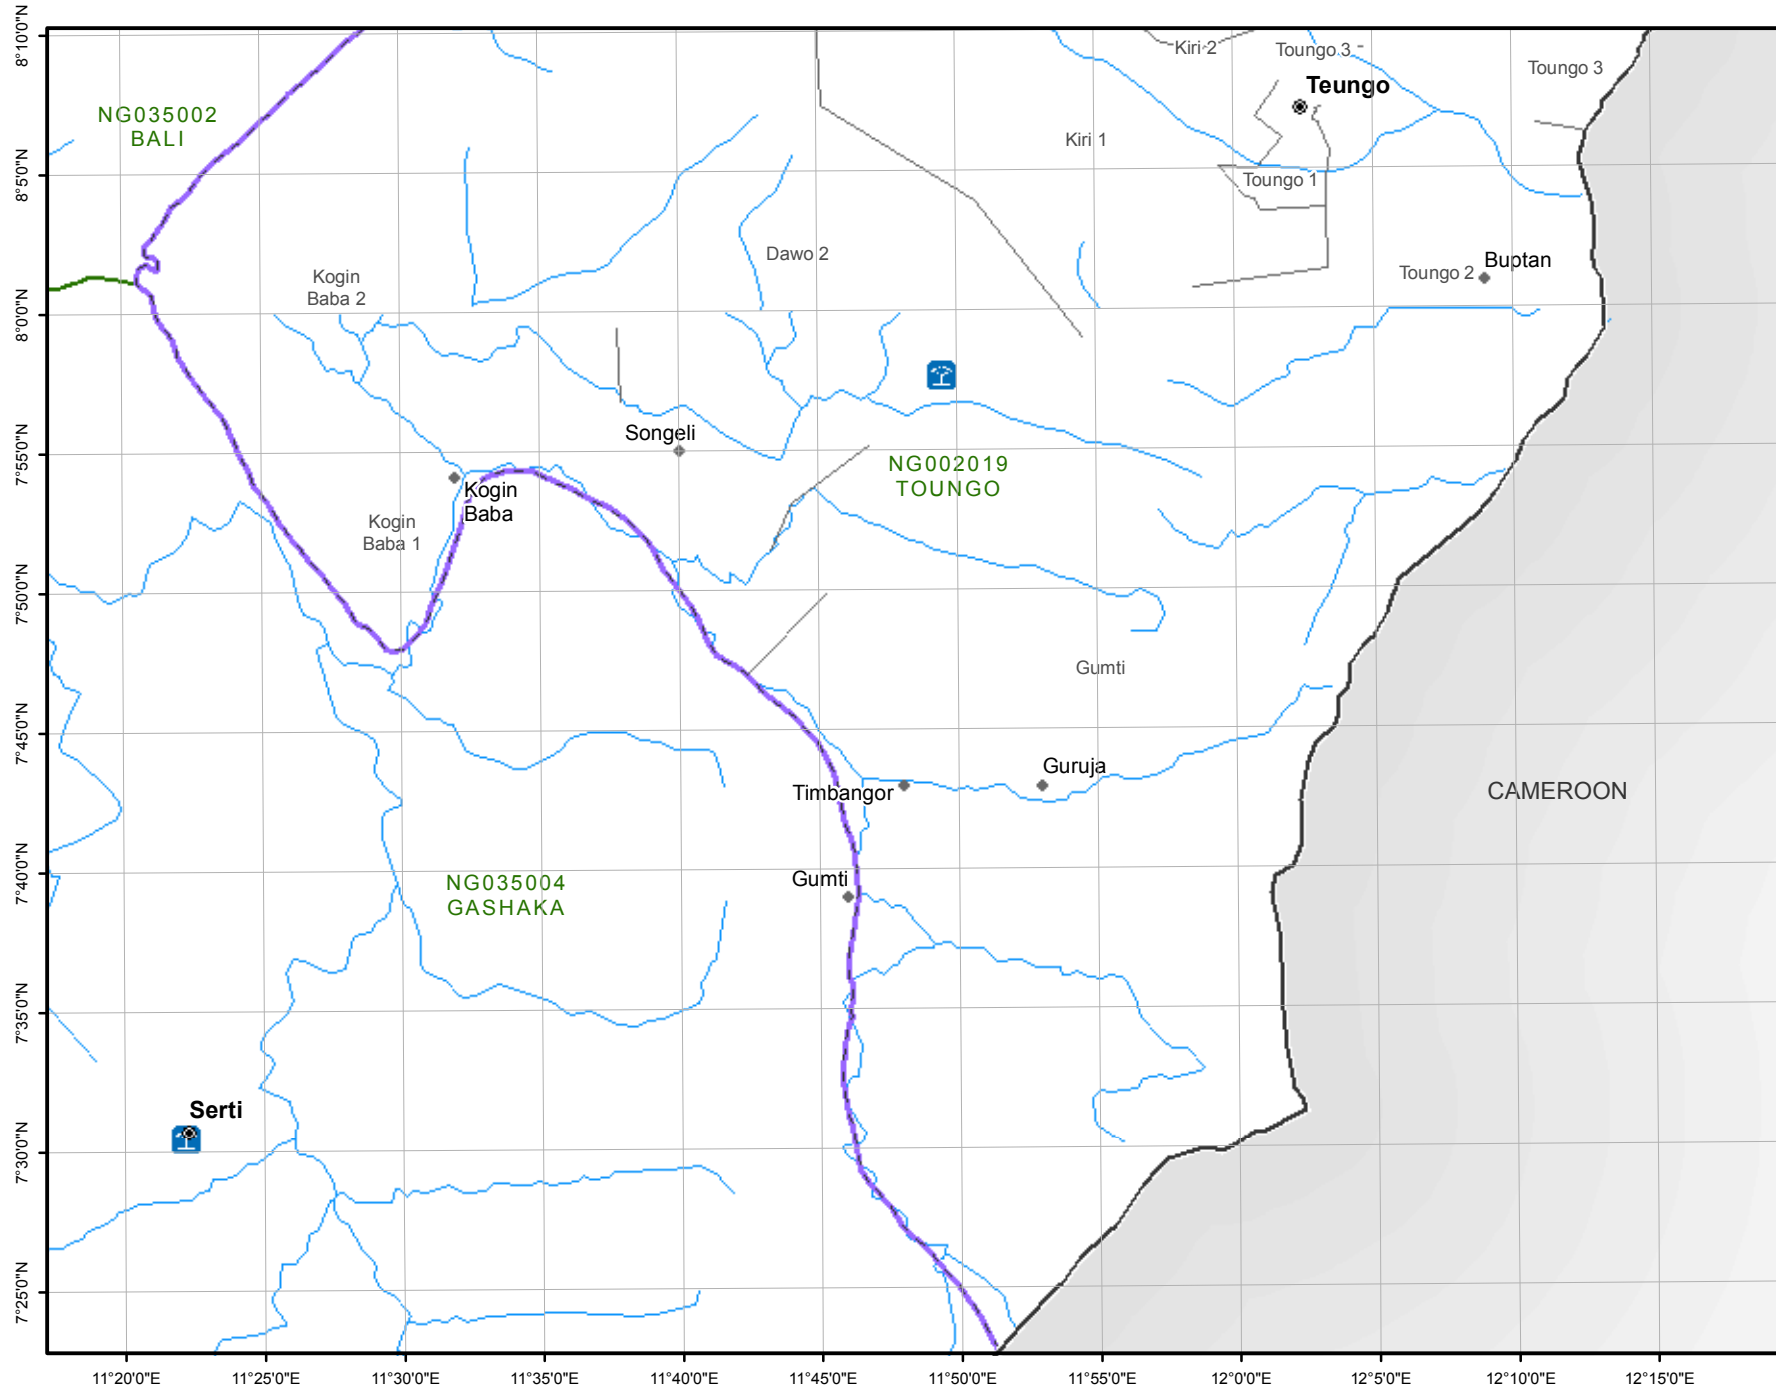 8°10'0"N
Kiri 2
Toungo 3
Toungo 3
Teungo
NG035002
BALI
Kiri 1
8°5'0"N
Toungo 1
Dawo 2
Buptan
Toungo 2
Kogin
Baba 2
8°0'0"N
Songeli
7°55'0"N
NG002019
TOUNGO
Kogin
Baba
Kogin
Baba 1
7°50'0"N
Gumti
7°45'0"N
Guruja
Timbangor
CAMEROON
7°40'0"N
Gumti
NG035004
GASHAKA
7°35'0"N
Serti
7°30'0"N
7°25'0"N
11°20'0"E
11°25'0"E
11°30'0"E
11°35'0"E
11°40'0"E
11°45'0"E
11°50'0"E
11°55'0"E
12°0'0"E
12°5'0"E
12°10'0"E
12°15'0"E